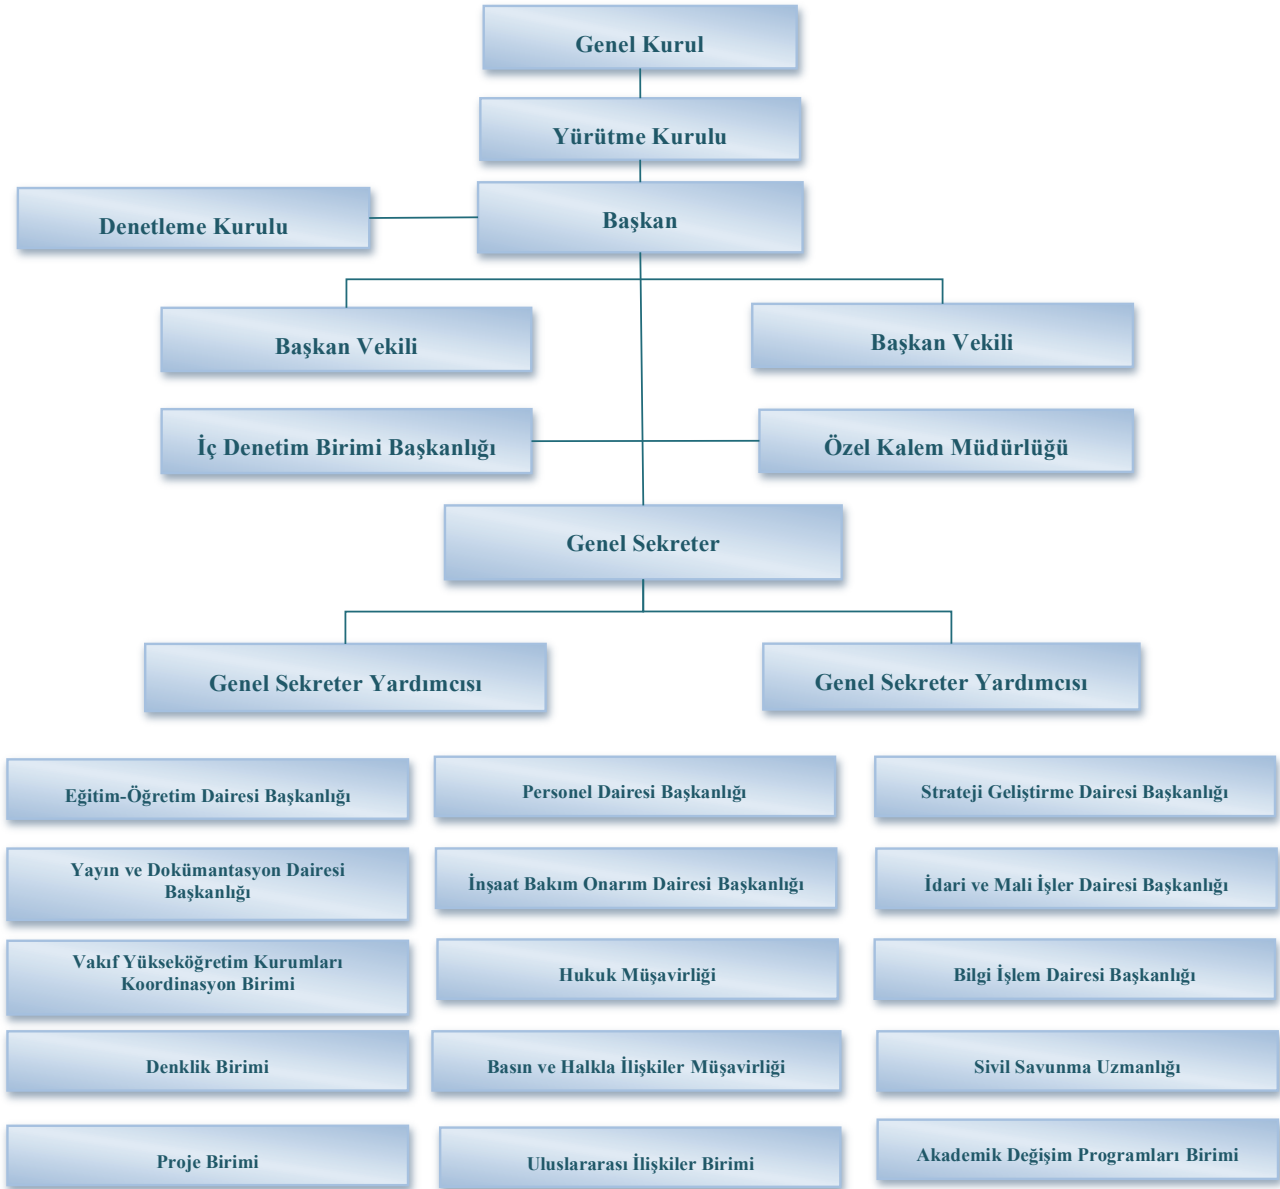 Genel Kurul
Yürütme Kurulu
Denetleme Kurulu
Başkan
Başkan Vekili
Başkan Vekili
İç Denetim Birimi Başkanlığı
Özel Kalem Müdürlüğü
Genel Sekreter
Genel Sekreter Yardımcısı
Genel Sekreter Yardımcısı
Eğitim-Öğretim Dairesi Başkanlığı
Personel Dairesi Başkanlığı
Strateji Geliştirme Dairesi Başkanlığı
Yayın ve Dokümantasyon Dairesi
Başkanlığı
İnşaat Bakım Onarım Dairesi Başkanlığı
İdari ve Mali İşler Dairesi Başkanlığı
Vakıf Yükseköğretim Kurumları
Koordinasyon Birimi
Hukuk Müşavirliği
Bilgi İşlem Dairesi Başkanlığı
Denklik Birimi
Basın ve Halkla İlişkiler Müşavirliği
Sivil Savunma Uzmanlığı
Proje Birimi
Uluslararası İlişkiler Birimi
Akademik Değişim Programları Birimi